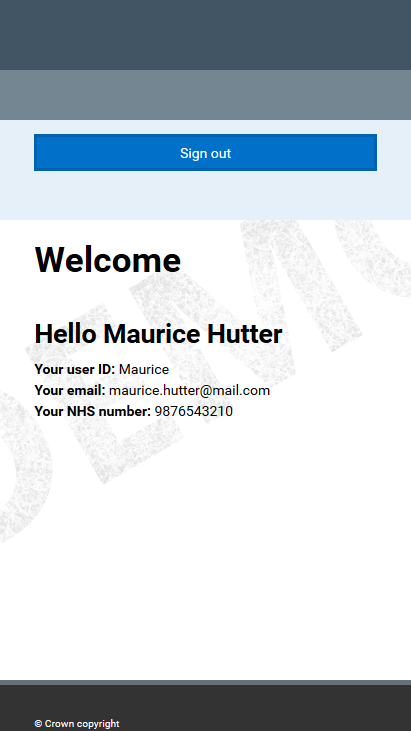 Sign out
Welcome
Hello Maurice Hutter
Your user ID: Maurice
Your email: maurice.hutter@mail.com
Your NHS number: 9876543210
DEMO
© Crown copyright